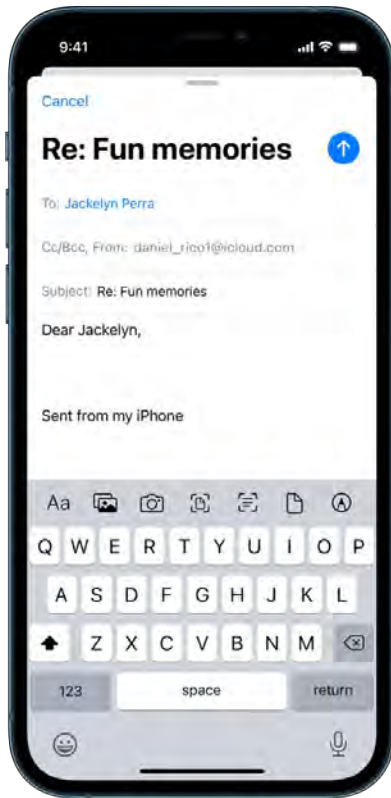 9:41
Cancel
Re: Fun memories
To: Jackelyn Perra
Cc/Bcc, From: daniel_rico1@icloud.com
Subject: Re: Fun memories
Dear Jackelyn,
Sent from my iPhone
Aa
Q W E R T Y U I O P
A S D F G H J K L
Z X C V B N M
123 space return